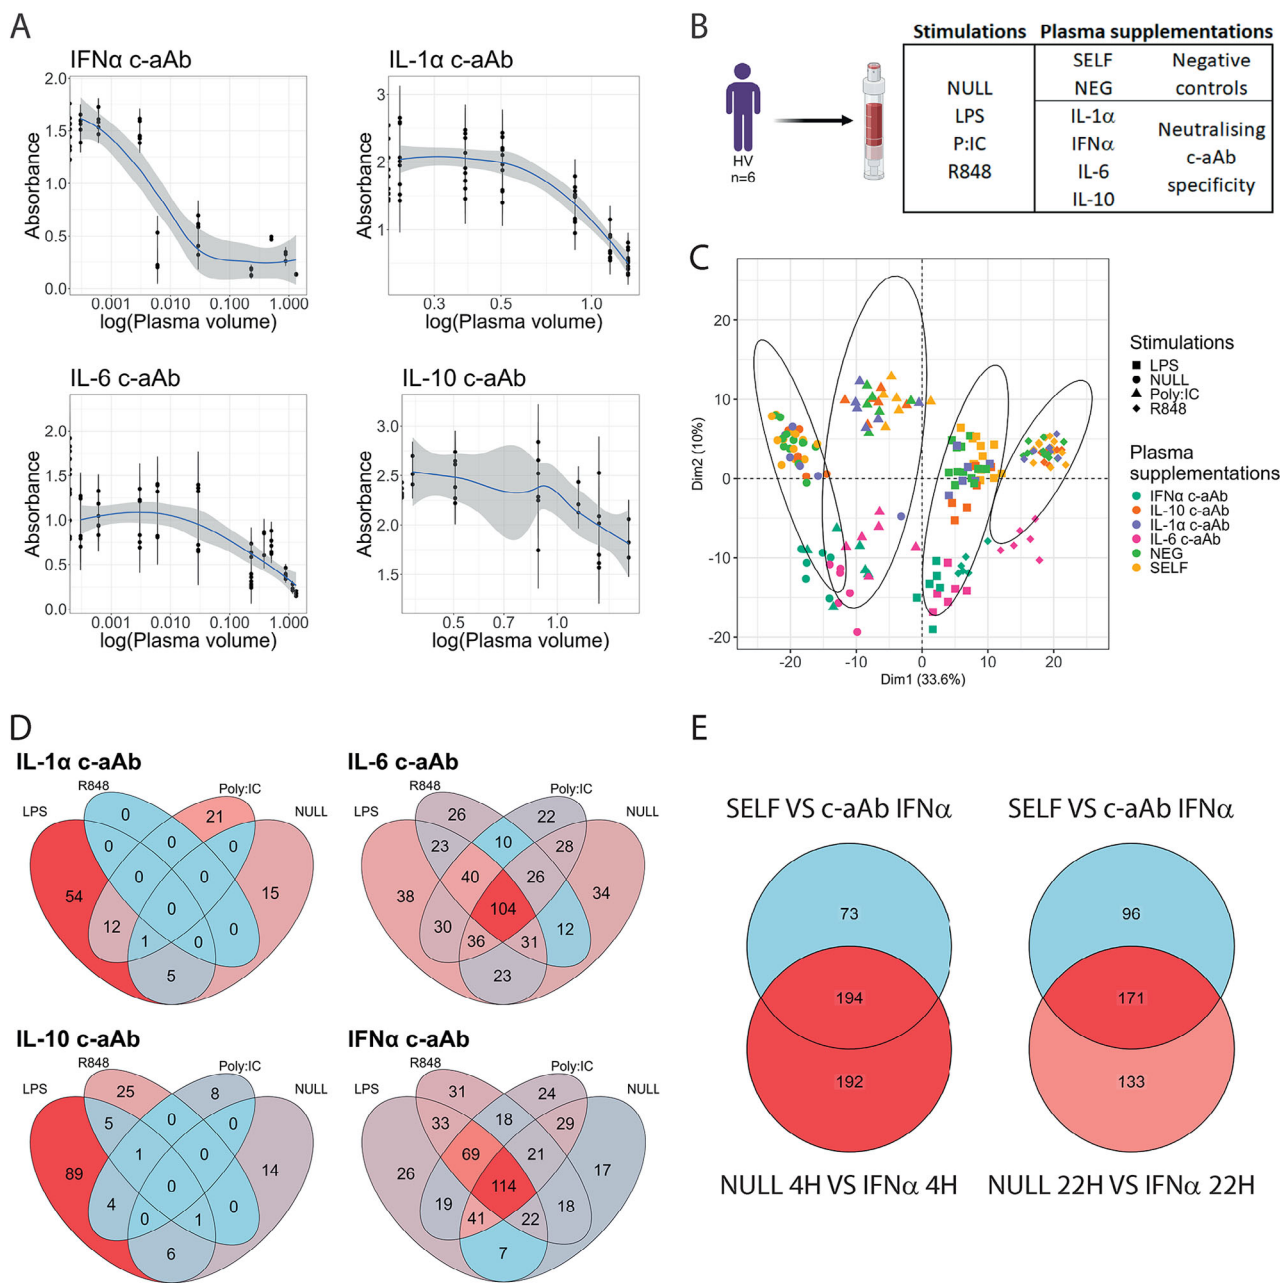 A
IFNα c-aAb
Absorbance
2.0
1.5
1.0
0.5
0.0
0.001
0.010
0.100
1.000
log(Plasma volume)
IL-1α c-aAb
Absorbance
3
2
1
0.3
0.5
1.0
log(Plasma volume)
IL-6 c-aAb
Absorbance
2.0
1.5
1.0
0.5
0.0
0.001
0.010
0.100
1.000
log(Plasma volume)
IL-10 c-aAb
Absorbance
3.0
2.5
2.0
1.5
0.5
0.7
1.0
log(Plasma volume)
B
HV
n=6
Stimulations
Plasma supplementations
NULL
LPS
P:IC
R848
SELF
NEG
Negative
controls
IL-1α
IFNα
IL-6
IL-10
Neutralising
c-aAb
specificity
C
Dim2 (10%)
20
10
0
-10
-20
-20
-10
0
10
20
Dim1 (33.6%)
Stimulations
LPS
NULL
Poly:IC
R848
Plasma
supplementations
IFNα c-aAb
IL-10 c-aAb
IL-1α c-aAb
IL-6 c-aAb
NEG
SELF
D
IL-1α c-aAb
LPS
R848
Poly:IC
NULL
0
21
0
0
0
54
0
0
15
12
0
0
1
0
5
IL-6 c-aAb
LPS
R848
Poly:IC
NULL
26
22
23
10
28
38
40
26
34
30
104
12
36
31
23
IL-10 c-aAb
LPS
R848
Poly:IC
NULL
25
8
5
0
0
89
1
0
14
4
0
0
0
1
6
IFNα c-aAb
LPS
R848
Poly:IC
NULL
31
24
33
18
29
26
69
21
17
19
114
18
41
22
7
E
SELF VS c-aAb IFNα
73
194
192
NULL 4H VS IFNα 4H
SELF VS c-aAb IFNα
96
171
133
NULL 22H VS IFNα 22H